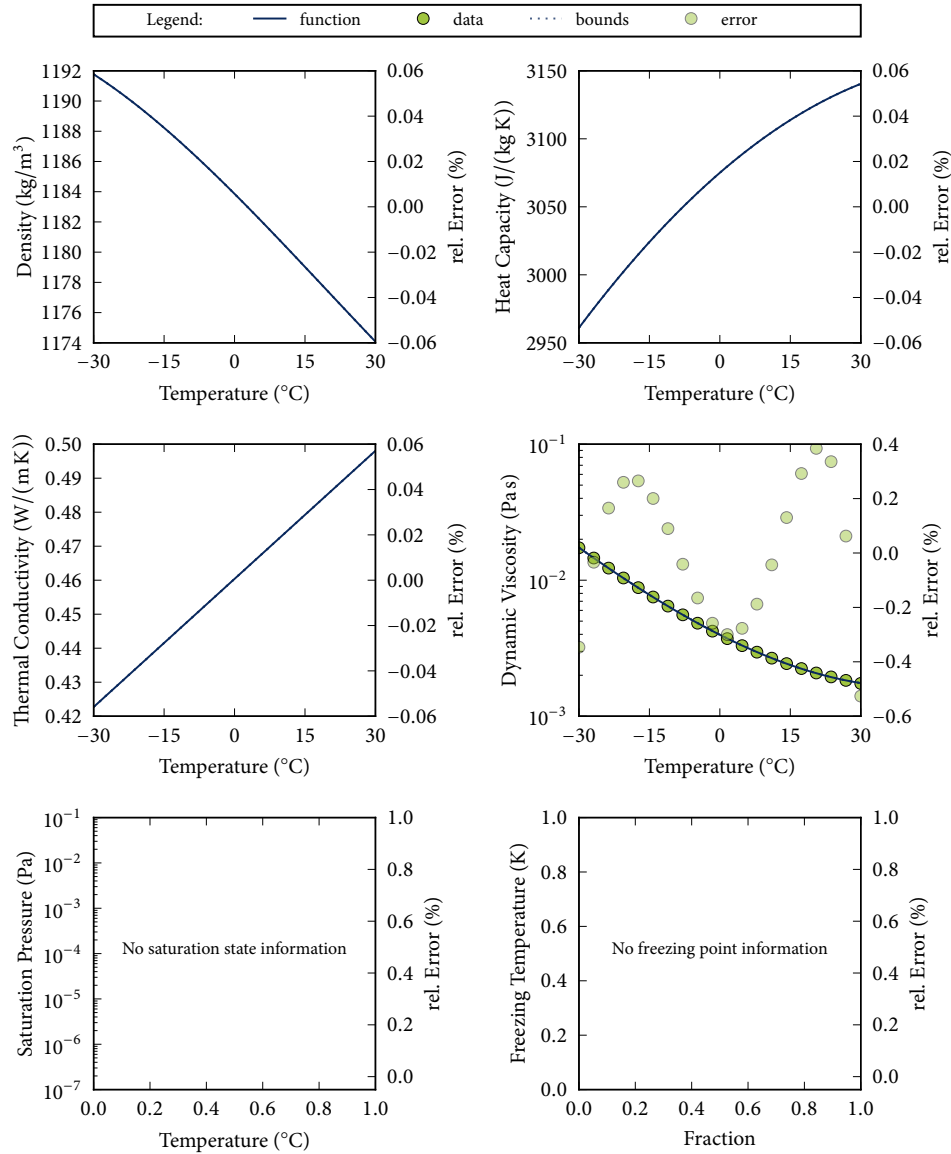 Legend: function data bounds error
Density (kg/m³)
1192
1190
1188
1186
1184
1182
1180
1178
1176
1174
0.06
0.04
0.02
0.00
−0.02
−0.04
−0.06
rel. Error (%)
−30 −15 0 15 30
Temperature (°C)
Heat Capacity (J/(kg K))
3150
3100
3050
3000
2950
0.06
0.04
0.02
0.00
−0.02
−0.04
−0.06
rel. Error (%)
−30 −15 0 15 30
Temperature (°C)
Thermal Conductivity (W/(m K))
0.50
0.49
0.48
0.47
0.46
0.45
0.44
0.43
0.42
0.06
0.04
0.02
0.00
0.02
0.04
−0.06
rel. Error (%)
−30 −15 0 15 30
Temperature (°C)
Dynamic Viscosity (Pa s)
10⁻¹
10⁻²
10⁻³
0.4
0.2
0.0
−0.2
−0.4
−0.6
rel. Error (%)
−30 −15 0 15 30
Temperature (°C)
Saturation Pressure (Pa)
10⁻¹
10⁻²
10⁻³
10⁻⁴
10⁻⁵
10⁻⁶
10⁻⁷
No saturation state information
1.0
0.8
0.6
0.4
0.2
0.0
rel. Error (%)
0.0 0.2 0.4 0.6 0.8 1.0
Temperature (°C)
Freezing Temperature (K)
1.0
0.8
0.6
0.4
0.2
0.0
No freezing point information
1.0
0.8
0.6
0.4
0.2
0.0
rel. Error (%)
0.0 0.2 0.4 0.6 0.8 1.0
Fraction